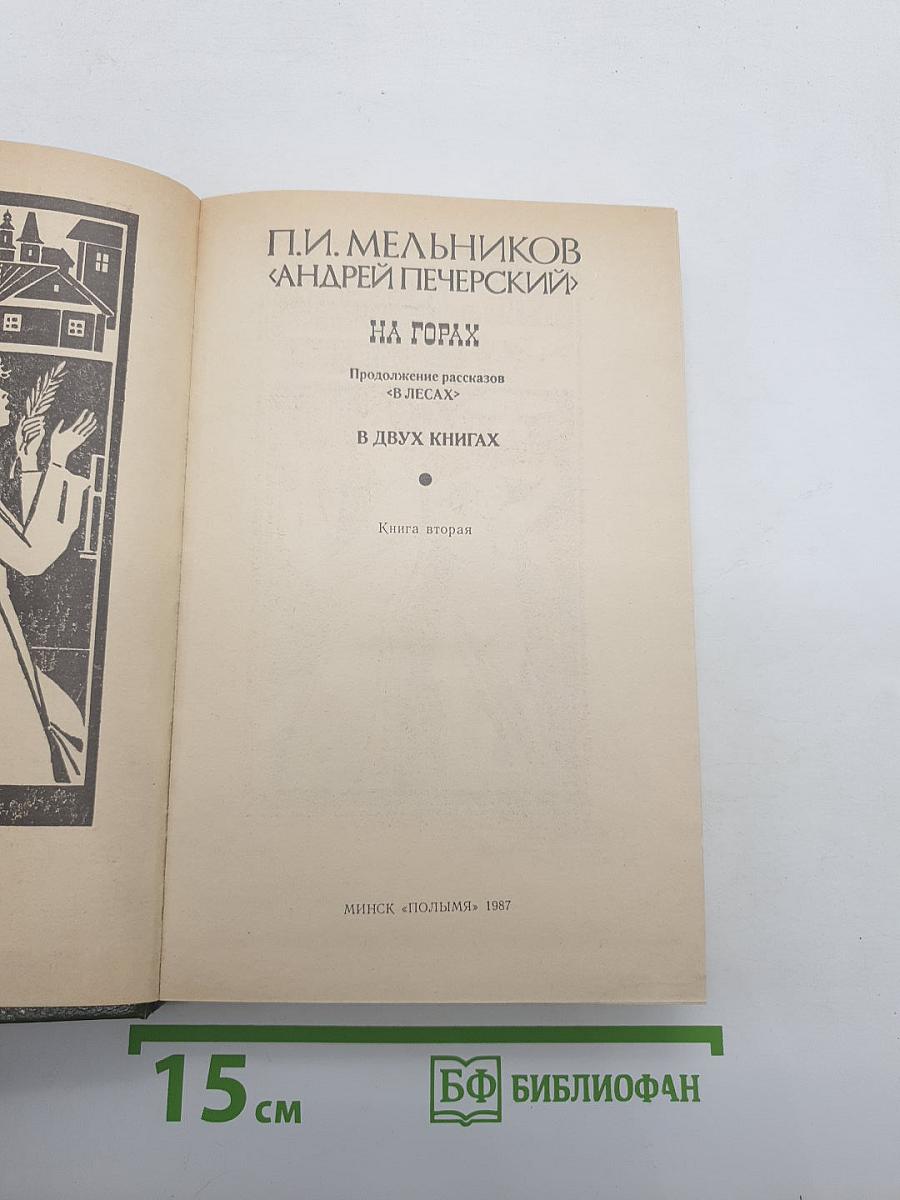 П.И. МЕЛЬНИКОВ
<АНДРЕЙ ПЕЧЕРСКИЙ>
НА ГОРАХ
Продолжение рассказов
<В ЛЕСАХ>
В ДВУХ КНИГАХ
Книга вторая
МИНСК «ПОЛЫМЯ» 1987
15 см
БФ БИБЛИОФАН